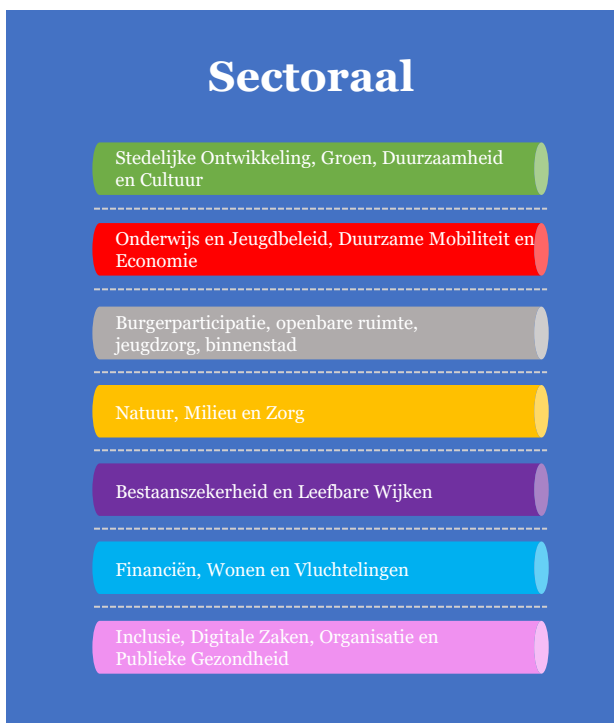 Sectoraal
Stedelijke Ontwikkeling, Groen, Duurzaamheid
en Cultuur
Onderwijs en Jeugdbeleid, Duurzame Mobiliteit en
Economie
Burgerparticipatie, openbare ruimte,
jeugdzorg, binnenstad
Natuur, Milieu en Zorg
Bestaanszekerheid en Leefbare Wijken
Financiën, Wonen en Vluchtelingen
Inclusie, Digitale Zaken, Organisatie en
Publieke Gezondheid